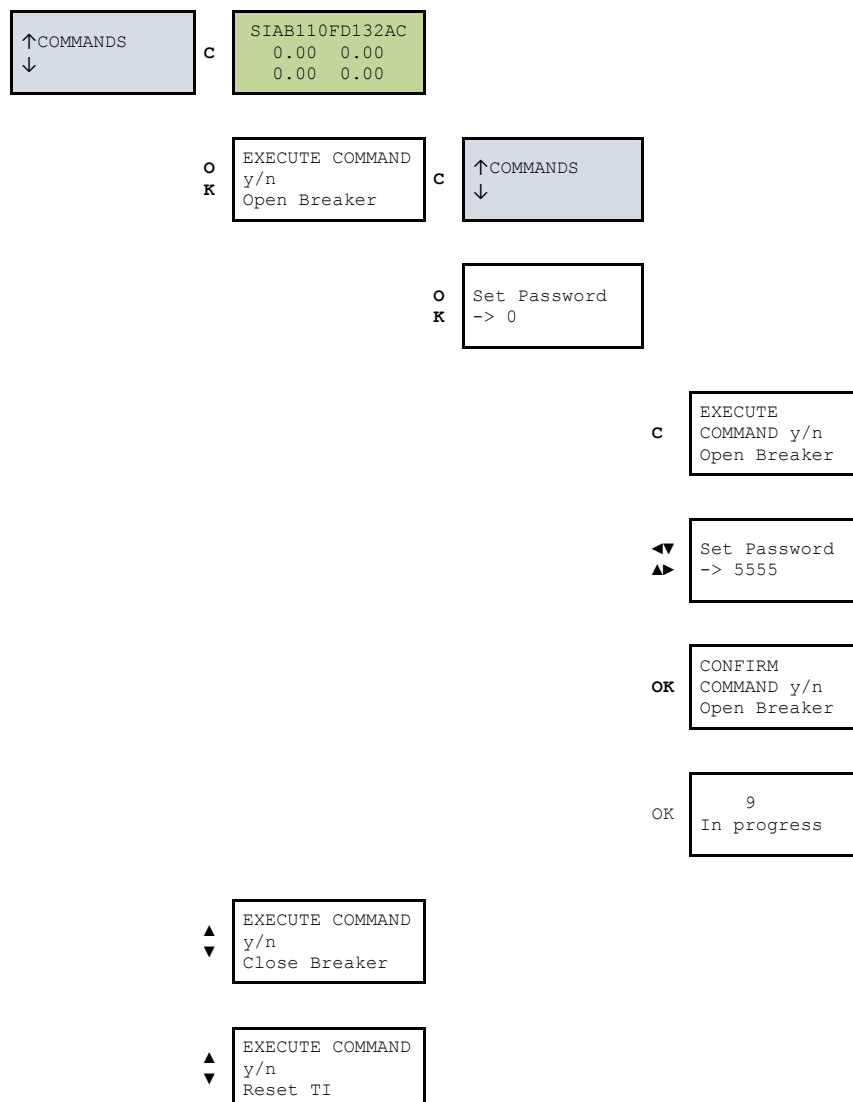 ↑COMMANDS
↓
C
SIAB110FD132AC
0.00 0.00
0.00 0.00
O
K
EXECUTE COMMAND
y/n
Open Breaker
C
↑COMMANDS
↓
O
K
Set Password
-> 0
C
EXECUTE
COMMAND y/n
Open Breaker
◄▼
▲►
Set Password
-> 5555
OK
CONFIRM
COMMAND y/n
Open Breaker
OK
9
In progress
▲
▼
EXECUTE COMMAND
y/n
Close Breaker
▲
▼
EXECUTE COMMAND
y/n
Reset TI